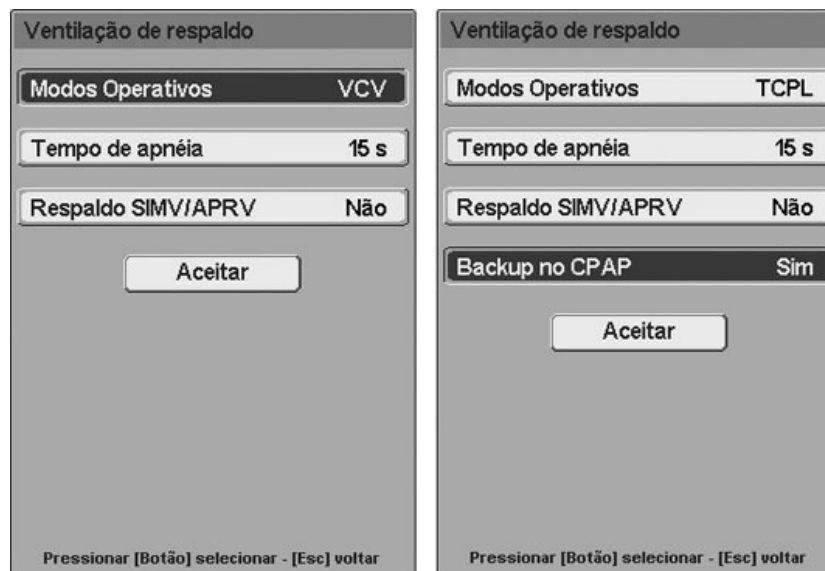 Ventilação de respaldo
Modos Operativos VCV
Tempo de apnéia 15 s
Respaldo SIMV/APRV Não
Aceitar
Pressionar [Botão] selecionar - [Esc] voltar
Ventilação de respaldo
Modos Operativos TCPL
Tempo de apnéia 15 s
Respaldo SIMV/APRV Não
Backup no CPAP Sim
Aceitar
Pressionar [Botão] selecionar - [Esc] voltar